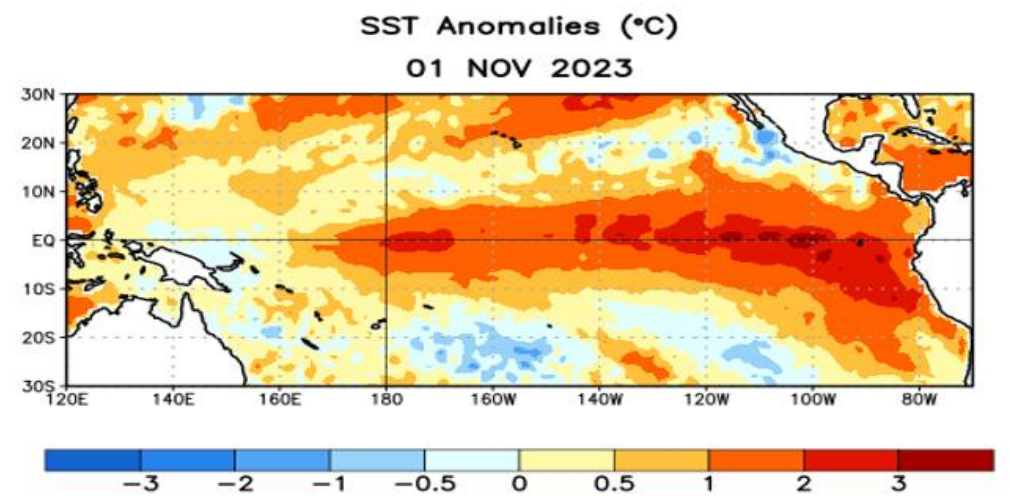 SST Anomalies (°C)
01 NOV 2023
30N
20N
10N
EQ
10S
20S
30S
120E 140E 160E 180 160W 140W 120W 100W 80W
−3 −2 −1 −0.5 0 0.5 1 2 3